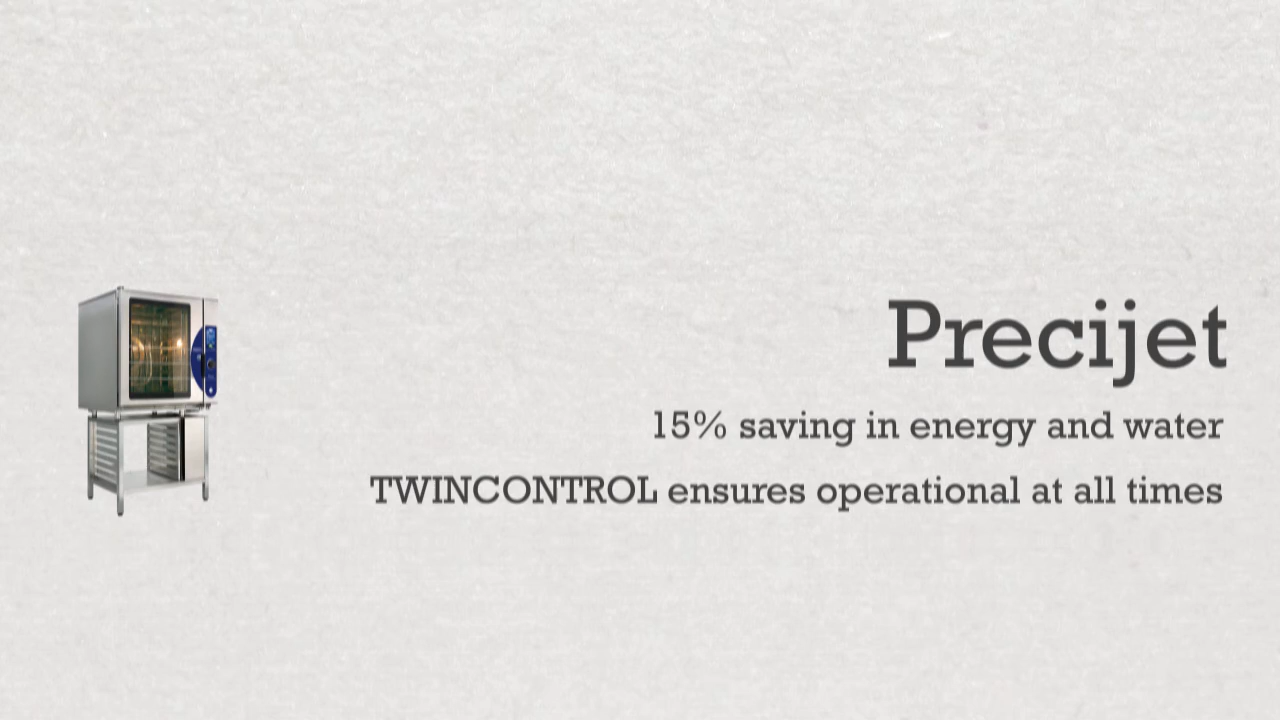 Precijet
15% saving in energy and water
TWINCONTROL ensures operational at all times